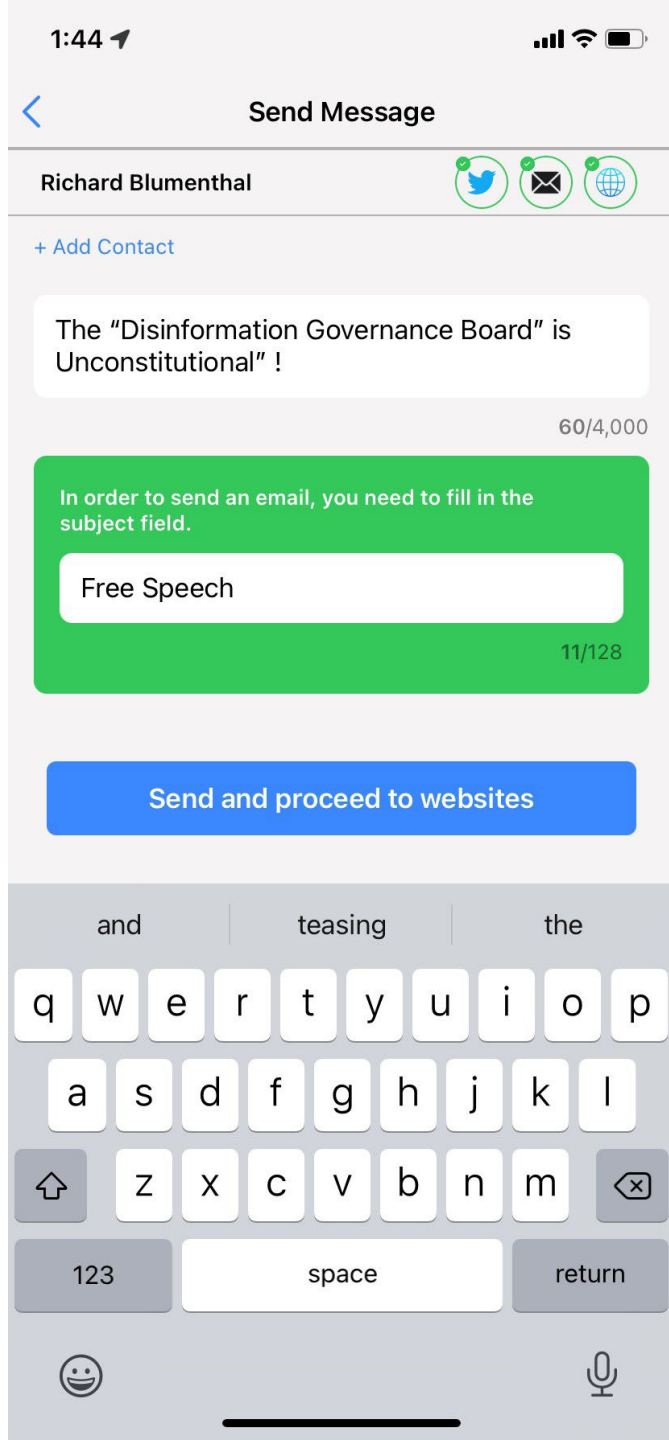 1:44
Send Message
Richard Blumenthal
+ Add Contact
The “Disinformation Governance Board” is
Unconstitutional” !
60/4,000
In order to send an email, you need to fill in the
subject field.
Free Speech
11/128
Send and proceed to websites
and teasing the
q w e r t y u i o p
a s d f g h j k l
z x c v b n m
123 space return